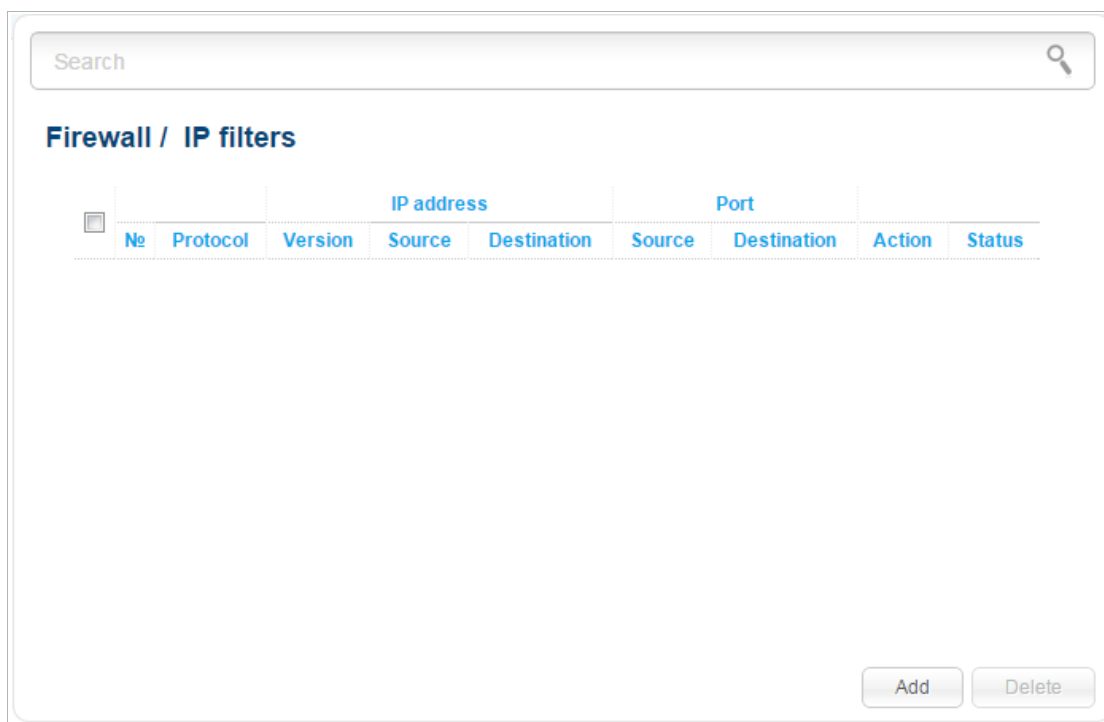 Search
Firewall / IP filters
IP address Port
№ Protocol Version Source Destination Source Destination Action Status
Add Delete